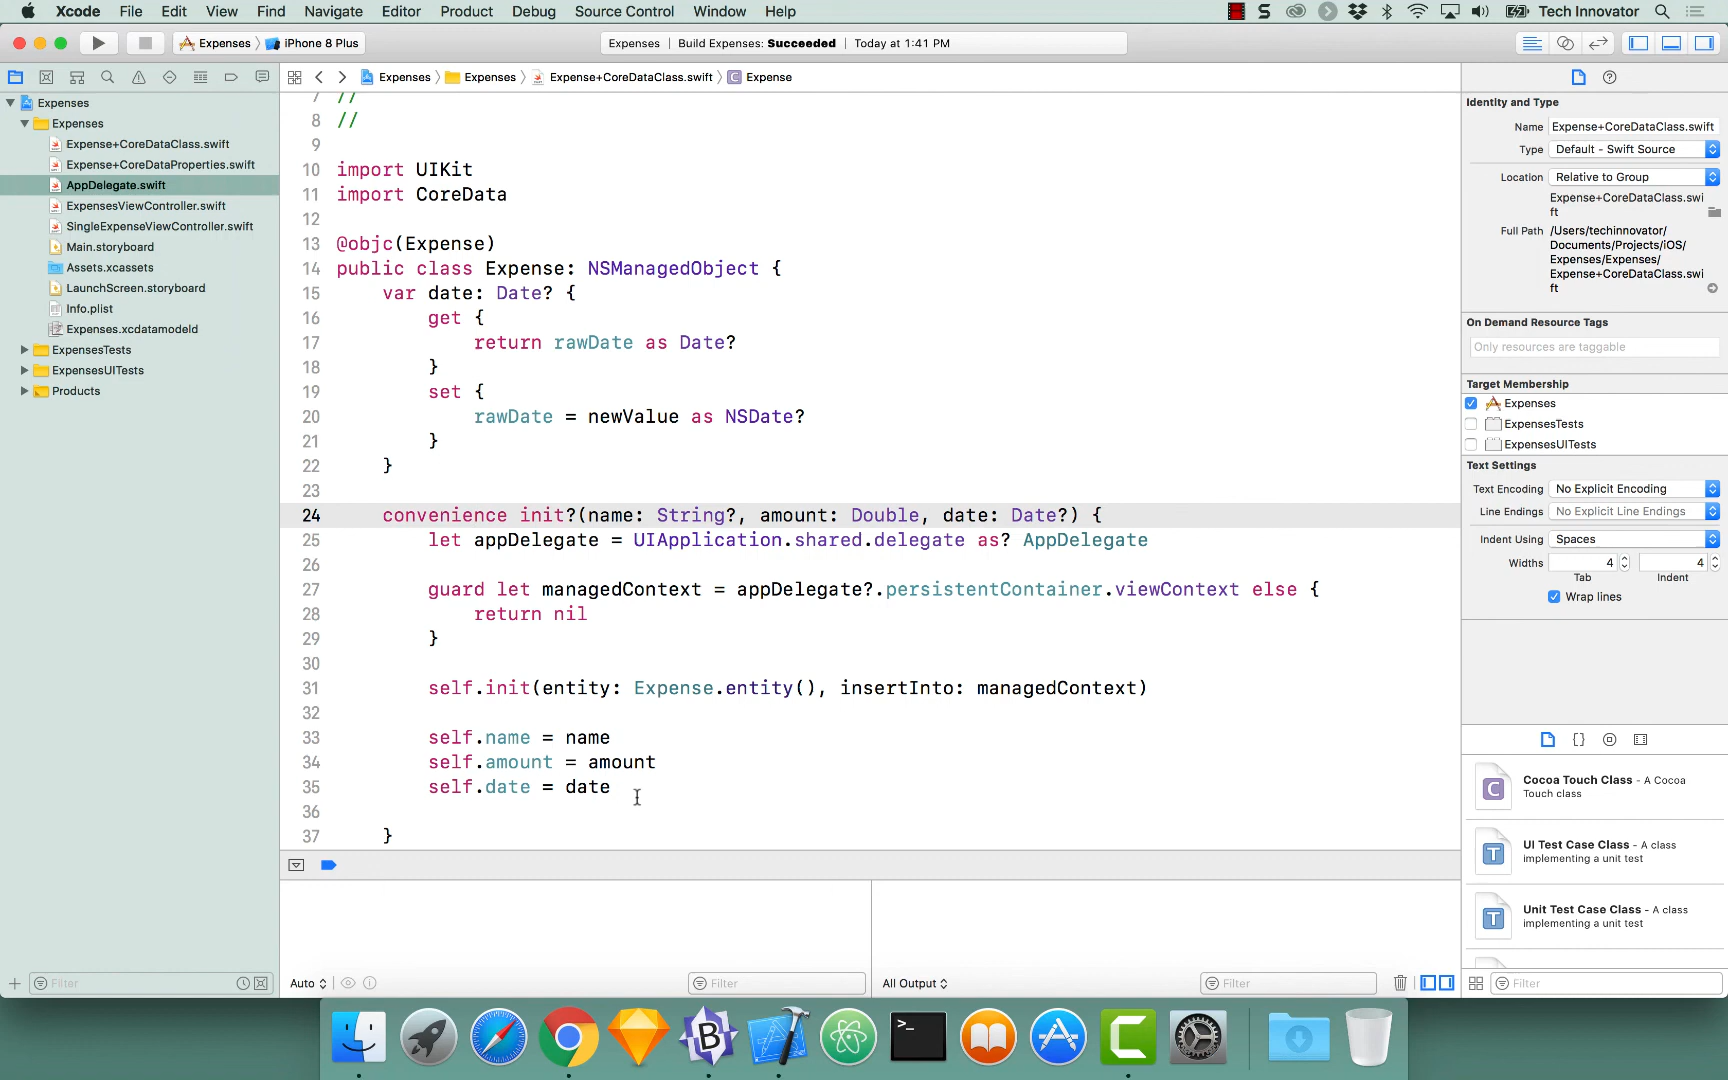 Xcode File Edit View Find Navigate Editor Product Debug Source Control Window Help Tech Innovator
Expenses iPhone 8 Plus Expenses Build Expenses: Succeeded Today at 1:41 PM
Expenses Expenses Expense+CoreDataClass.swift C Expense
Expenses
Expenses
Expense+CoreDataClass.swift
Expense+CoreDataProperties.swift
AppDelegate.swift
ExpensesViewController.swift
SingleExpenseViewController.swift
Main.storyboard
Assets.xcassets
LaunchScreen.storyboard
Info.plist
Expenses.xcdatamodeld
ExpensesTests
ExpensesUITests
Products
Filter
7 //
8 //
9
10 import UIKit
11 import CoreData
12
13 @objc(Expense)
14 public class Expense: NSManagedObject {
15 var date: Date? {
16 get {
17 return rawDate as Date?
18 }
19 set {
20 rawDate = newValue as NSDate?
21 }
22 }
23
24 convenience init?(name: String?, amount: Double, date: Date?) {
25 let appDelegate = UIApplication.shared.delegate as? AppDelegate
26
27 guard let managedContext = appDelegate?.persistentContainer.viewContext else {
28 return nil
29 }
30
31 self.init(entity: Expense.entity(), insertInto: managedContext)
32
33 self.name = name
34 self.amount = amount
35 self.date = date
36
37 }
Auto Filter All Output Filter
Identity and Type
Name Expense+CoreDataClass.swift
Type Default - Swift Source
Location Relative to Group
Expense+CoreDataClass.swi
ft
Full Path /Users/techinnovator/
Documents/Projects/iOS/
Expenses/Expenses/
Expense+CoreDataClass.swi
ft
On Demand Resource Tags
Only resources are taggable
Target Membership
Expenses
ExpensesTests
ExpensesUITests
Text Settings
Text Encoding No Explicit Encoding
Line Endings No Explicit Line Endings
Indent Using Spaces
Widths 4 4
Tab Indent
Wrap lines
C Cocoa Touch Class - A Cocoa
Touch class
T UI Test Case Class - A class
implementing a unit test
T Unit Test Case Class - A class
implementing a unit test
Filter